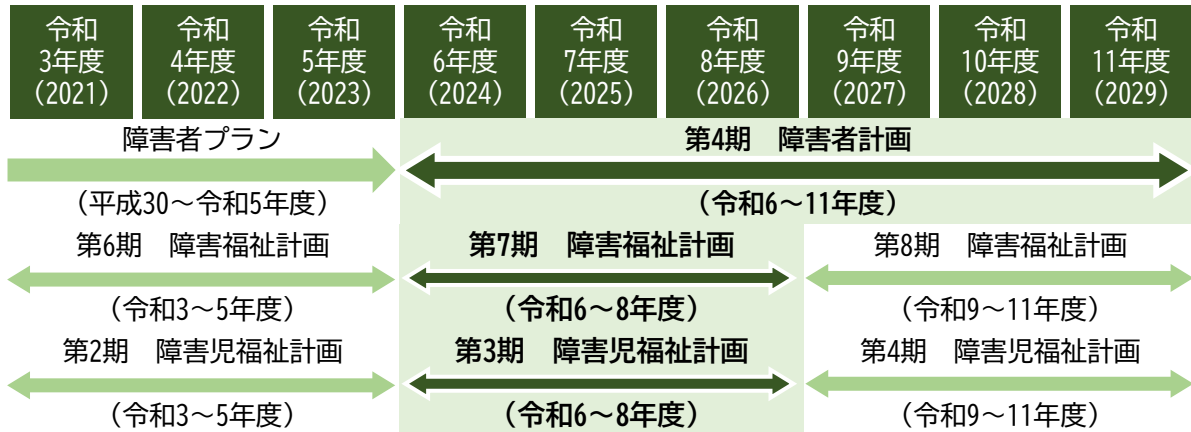 令和
3年度
（2021）
令和
4年度
（2022）
令和
5年度
（2023）
令和
6年度
（2024）
令和
7年度
（2025）
令和
8年度
（2026）
令和
9年度
（2027）
令和
10年度
（2028）
令和
11年度
（2029）
障害者プラン
（平成30～令和5年度）
第4期　障害者計画
（令和6～11年度）
第6期　障害福祉計画
（令和3～5年度）
第7期　障害福祉計画
（令和6～8年度）
第8期　障害福祉計画
（令和9～11年度）
第2期　障害児福祉計画
（令和3～5年度）
第3期　障害児福祉計画
（令和6～8年度）
第4期　障害児福祉計画
（令和9～11年度）